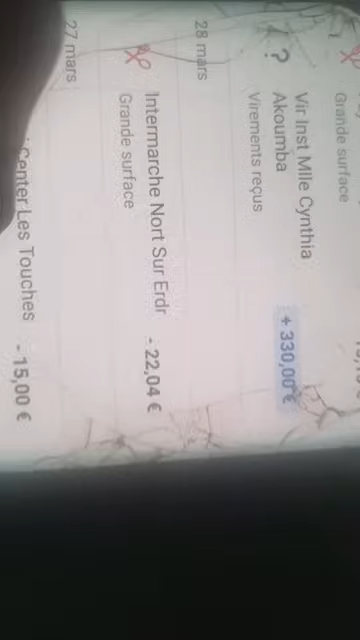 Grande surface
?
Vir Inst Mlle Cynthia
Akoumba
+ 330,00 €
Virements reçus
28 mars
Intermarche Nort Sur Erdr
- 22,04 €
Grande surface
27 mars
Center Les Touches
- 15,00 €